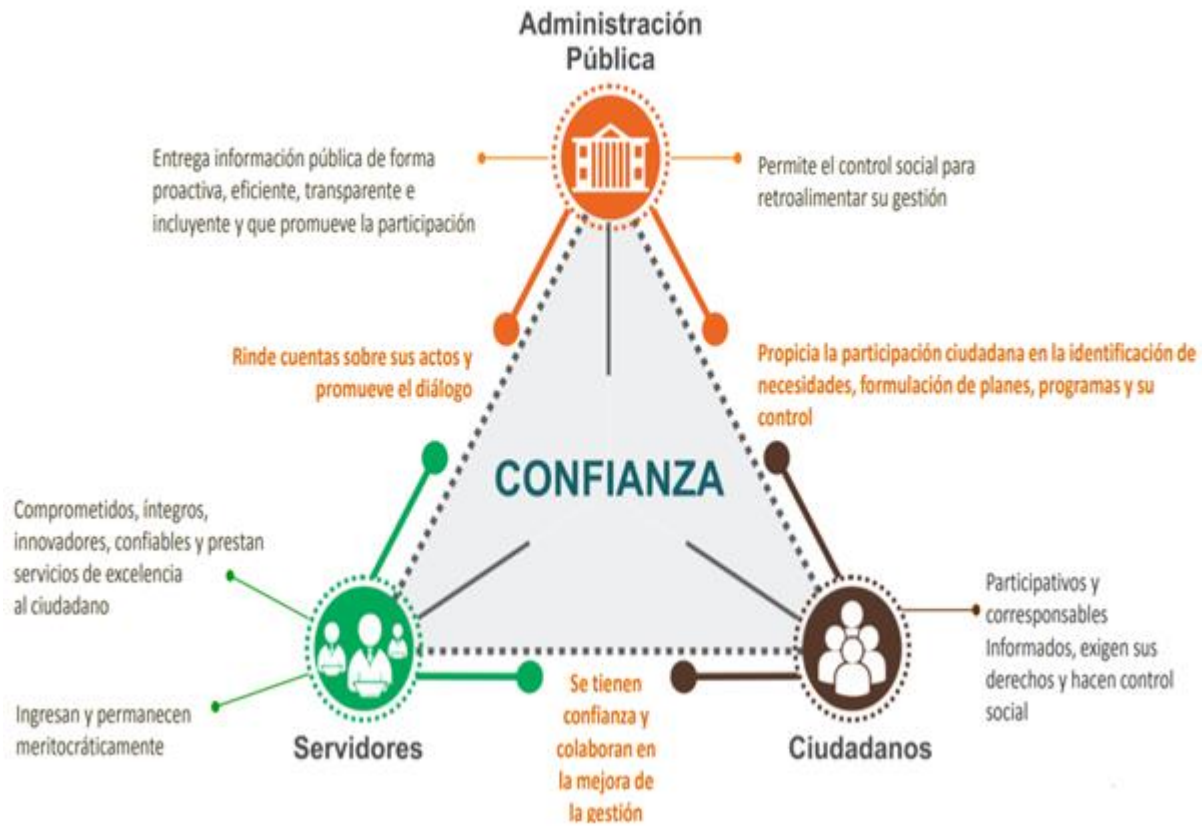 Administración
Pública
Entrega información pública de forma
proactiva, eficiente, transparente e
incluyente y que promueve la participación
Permite el control social para
retroalimentar su gestión
Rinde cuentas sobre sus actos y
promueve el diálogo
Propicia la participación ciudadana en la identificación de
necesidades, formulación de planes, programas y su
control
CONFIANZA
Comprometidos, íntegros,
innovadores, confiables y prestan
servicios de excelencia
al ciudadano
Ingresan y permanecen
meritocráticamente
Servidores
Se tienen
confianza y
colaboran en
la mejora de
la gestión
Participativos y
corresponsables
Informados, exigen sus
derechos y hacen control
social
Ciudadanos